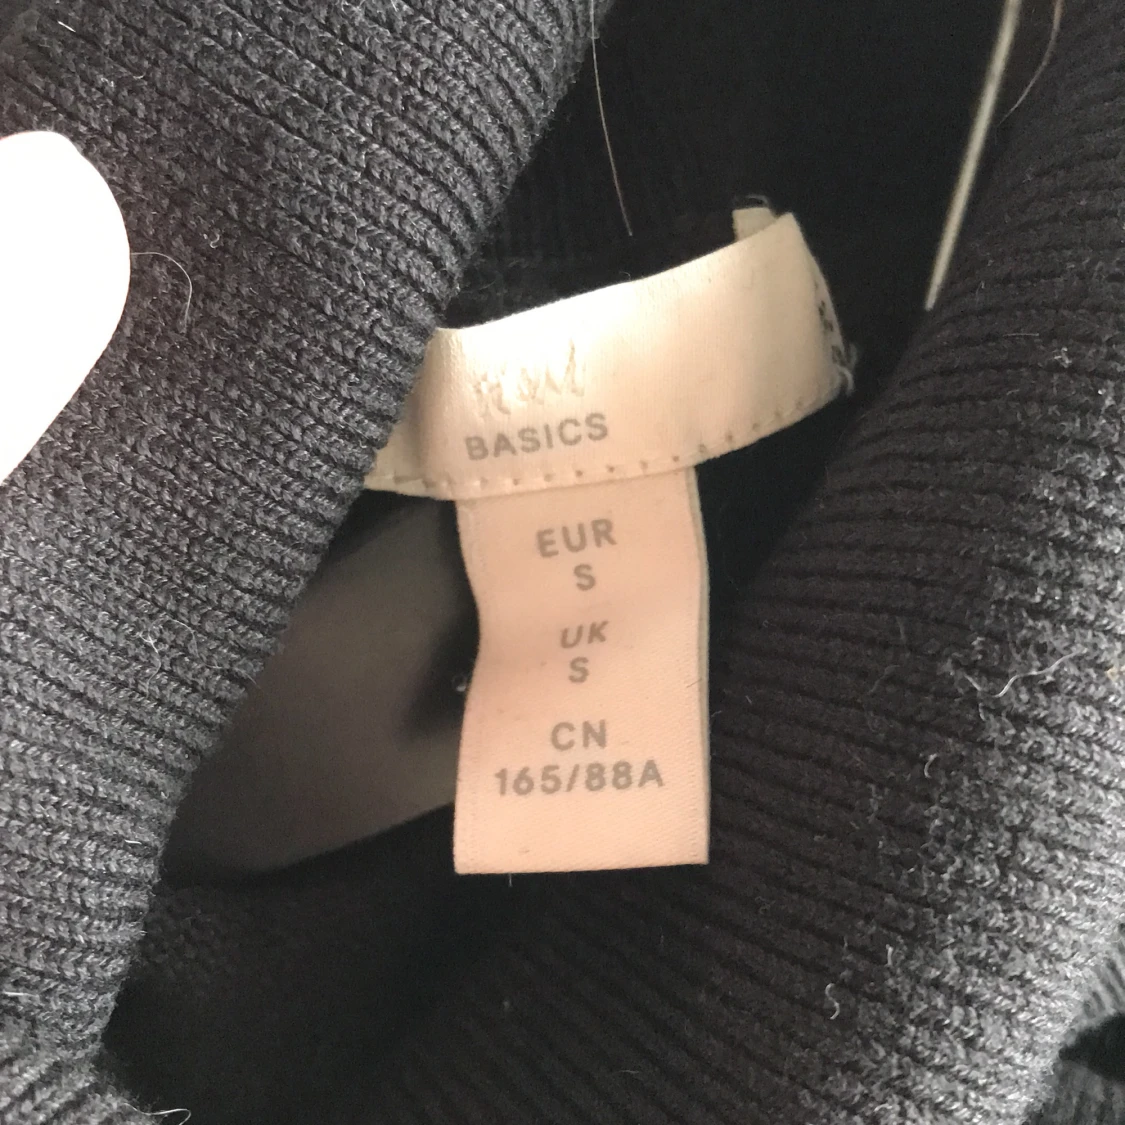 H&M
BASICS
EUR
S
UK
S
CN
165/88A